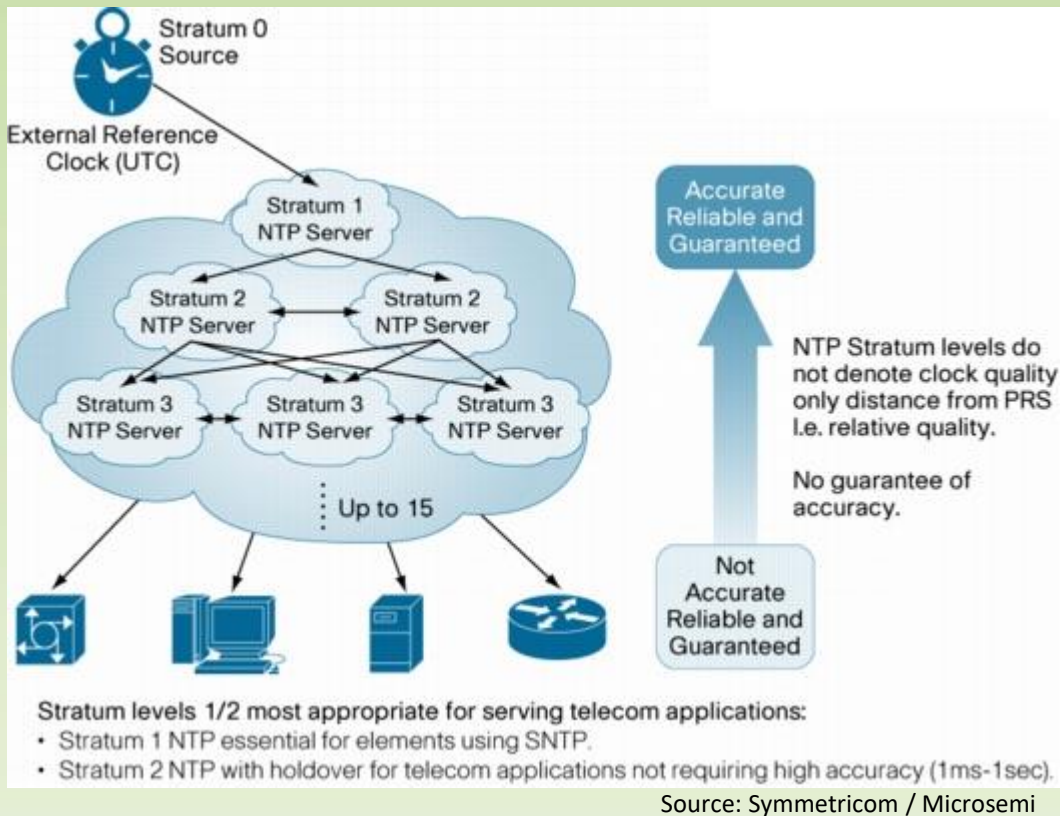 Stratum 0
Source
External Reference
Clock (UTC)
Stratum 1
NTP Server
Stratum 2
NTP Server
Stratum 2
NTP Server
Stratum 3
NTP Server
Stratum 3
NTP Server
Stratum 3
NTP Server
Up to 15
Accurate
Reliable and
Guaranteed
NTP Stratum levels do
not denote clock quality
only distance from PRS
I.e. relative quality.
No guarantee of
accuracy.
Not
Accurate
Reliable and
Guaranteed
Stratum levels 1/2 most appropriate for serving telecom applications:
• Stratum 1 NTP essential for elements using SNTP.
• Stratum 2 NTP with holdover for telecom applications not requiring high accuracy (1ms-1sec).
Source: Symmetricom / Microsemi